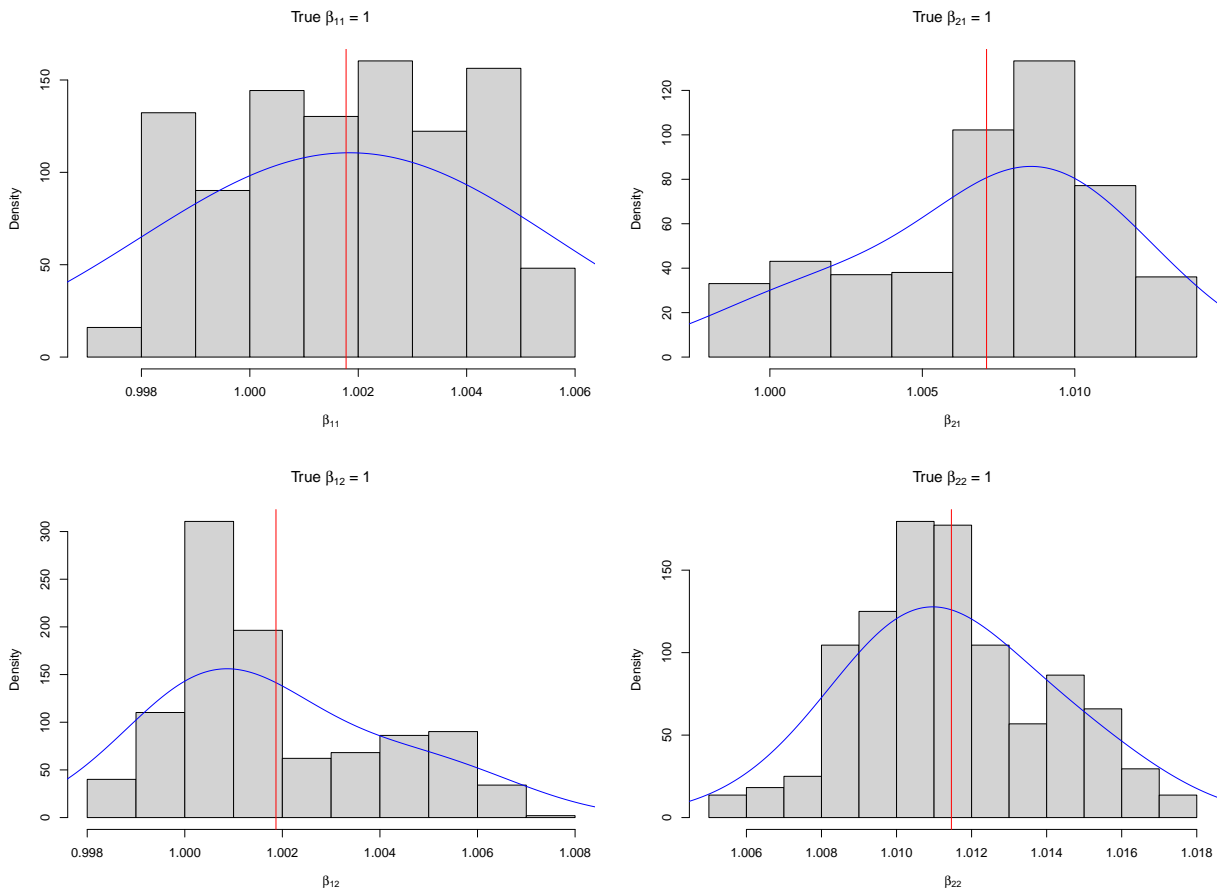 True β₁₁ = 1
Density
0 50 100 150
0.998 1.000 1.002 1.004 1.006
β₁₁
True β₂₁ = 1
Density
0 20 40 60 80 100 120
1.000 1.005 1.010
β₂₁
True β₁₂ = 1
Density
0 50 100 150 200 250 300
0.998 1.000 1.002 1.004 1.006 1.008
β₁₂
True β₂₂ = 1
Density
0 50 100 150
1.006 1.008 1.010 1.012 1.014 1.016 1.018
β₂₂